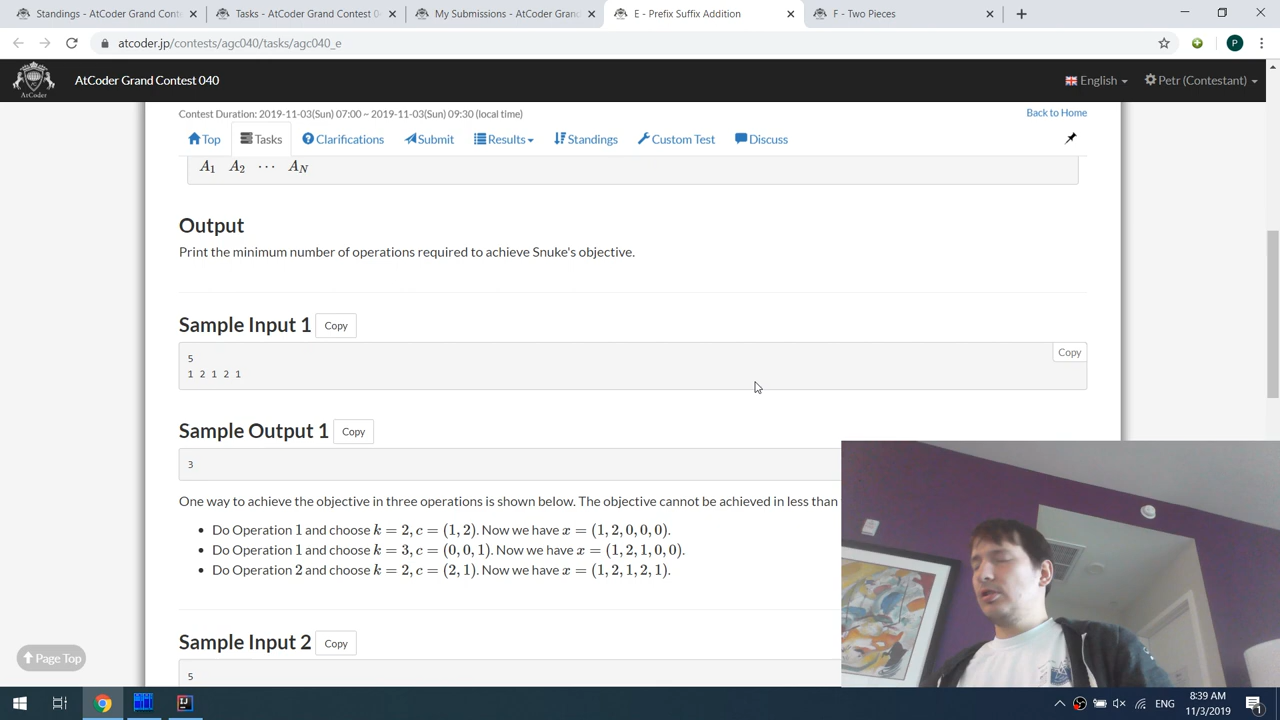 Standings - AtCoder Grand Conte
Tasks - AtCoder Grand Contest 0
My Submissions - AtCoder Gran
E - Prefix Suffix Addition
F - Two Pieces
atcoder.jp/contests/agc040/tasks/agc040_e
P
AtCoder Grand Contest 040
English
Petr (Contestant)
Contest Duration: 2019-11-03(Sun) 07:00 ~ 2019-11-03(Sun) 09:30 (local time)
Back to Home
Top
Tasks
Clarifications
Submit
Results
Standings
Custom Test
Discuss
A1 A2 ⋯ AN
Output
Print the minimum number of operations required to achieve Snuke's objective.
Sample Input 1
Copy
Copy
5
1 2 1 2 1
Sample Output 1
Copy
3
One way to achieve the objective in three operations is shown below. The objective cannot be achieved in less than
• Do Operation 1 and choose k = 2, c = (1, 2). Now we have x = (1, 2, 0, 0, 0).
• Do Operation 1 and choose k = 3, c = (0, 0, 1). Now we have x = (1, 2, 1, 0, 0).
• Do Operation 2 and choose k = 2, c = (2, 1). Now we have x = (1, 2, 1, 2, 1).
Sample Input 2
Copy
5
Page Top
ENG
8:39 AM
11/3/2019